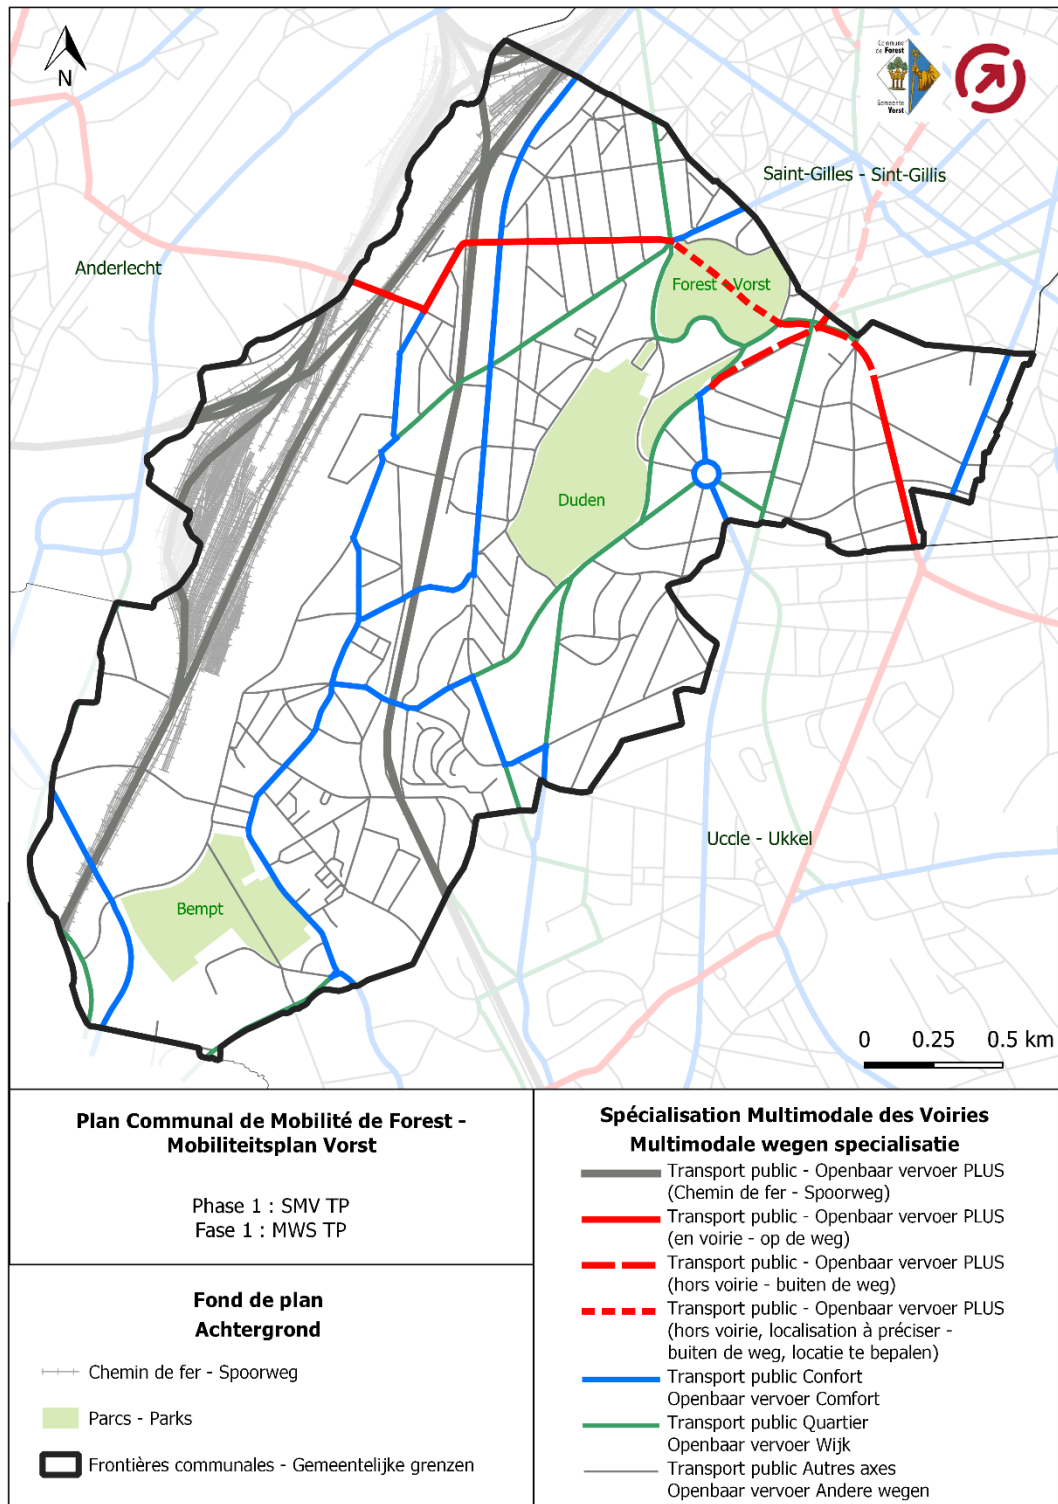 N
Commune
de Forest
Gemeente
Vorst
Saint-Gilles - Sint-Gillis
Anderlecht
Forest - Vorst
Duden
Uccle - Ukkel
Bempt
0 0.25 0.5 km
Plan Communal de Mobilité de Forest -
Mobiliteitsplan Vorst
Phase 1 : SMV TP
Fase 1 : MWS TP
Fond de plan
Achtergrond
Chemin de fer - Spoorweg
Parcs - Parks
Frontières communales - Gemeentelijke grenzen
Spécialisation Multimodale des Voiries
Multimodale wegen specialisatie
Transport public - Openbaar vervoer PLUS
(Chemin de fer - Spoorweg)
Transport public - Openbaar vervoer PLUS
(en voirie - op de weg)
Transport public - Openbaar vervoer PLUS
(hors voirie - buiten de weg)
Transport public - Openbaar vervoer PLUS
(hors voirie, localisation à préciser -
buiten de weg, locatie te bepalen)
Transport public Confort
Openbaar vervoer Comfort
Transport public Quartier
Openbaar vervoer Wijk
Transport public Autres axes
Openbaar vervoer Andere wegen